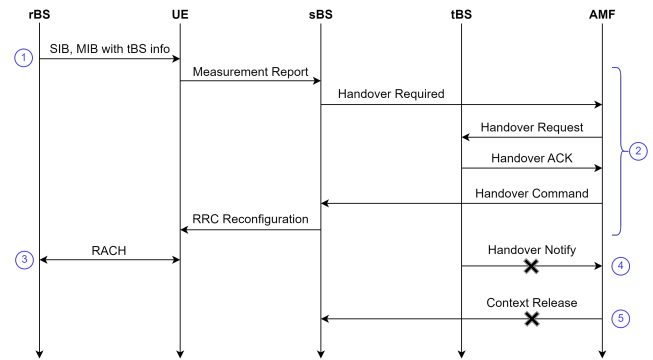 rBS UE sBS tBS AMF
1 SIB, MIB with tBS info
Measurement Report
Handover Required
Handover Request
2
Handover ACK
Handover Command
RRC Reconfiguration
3 RACH
Handover Notify 4
Context Release 5